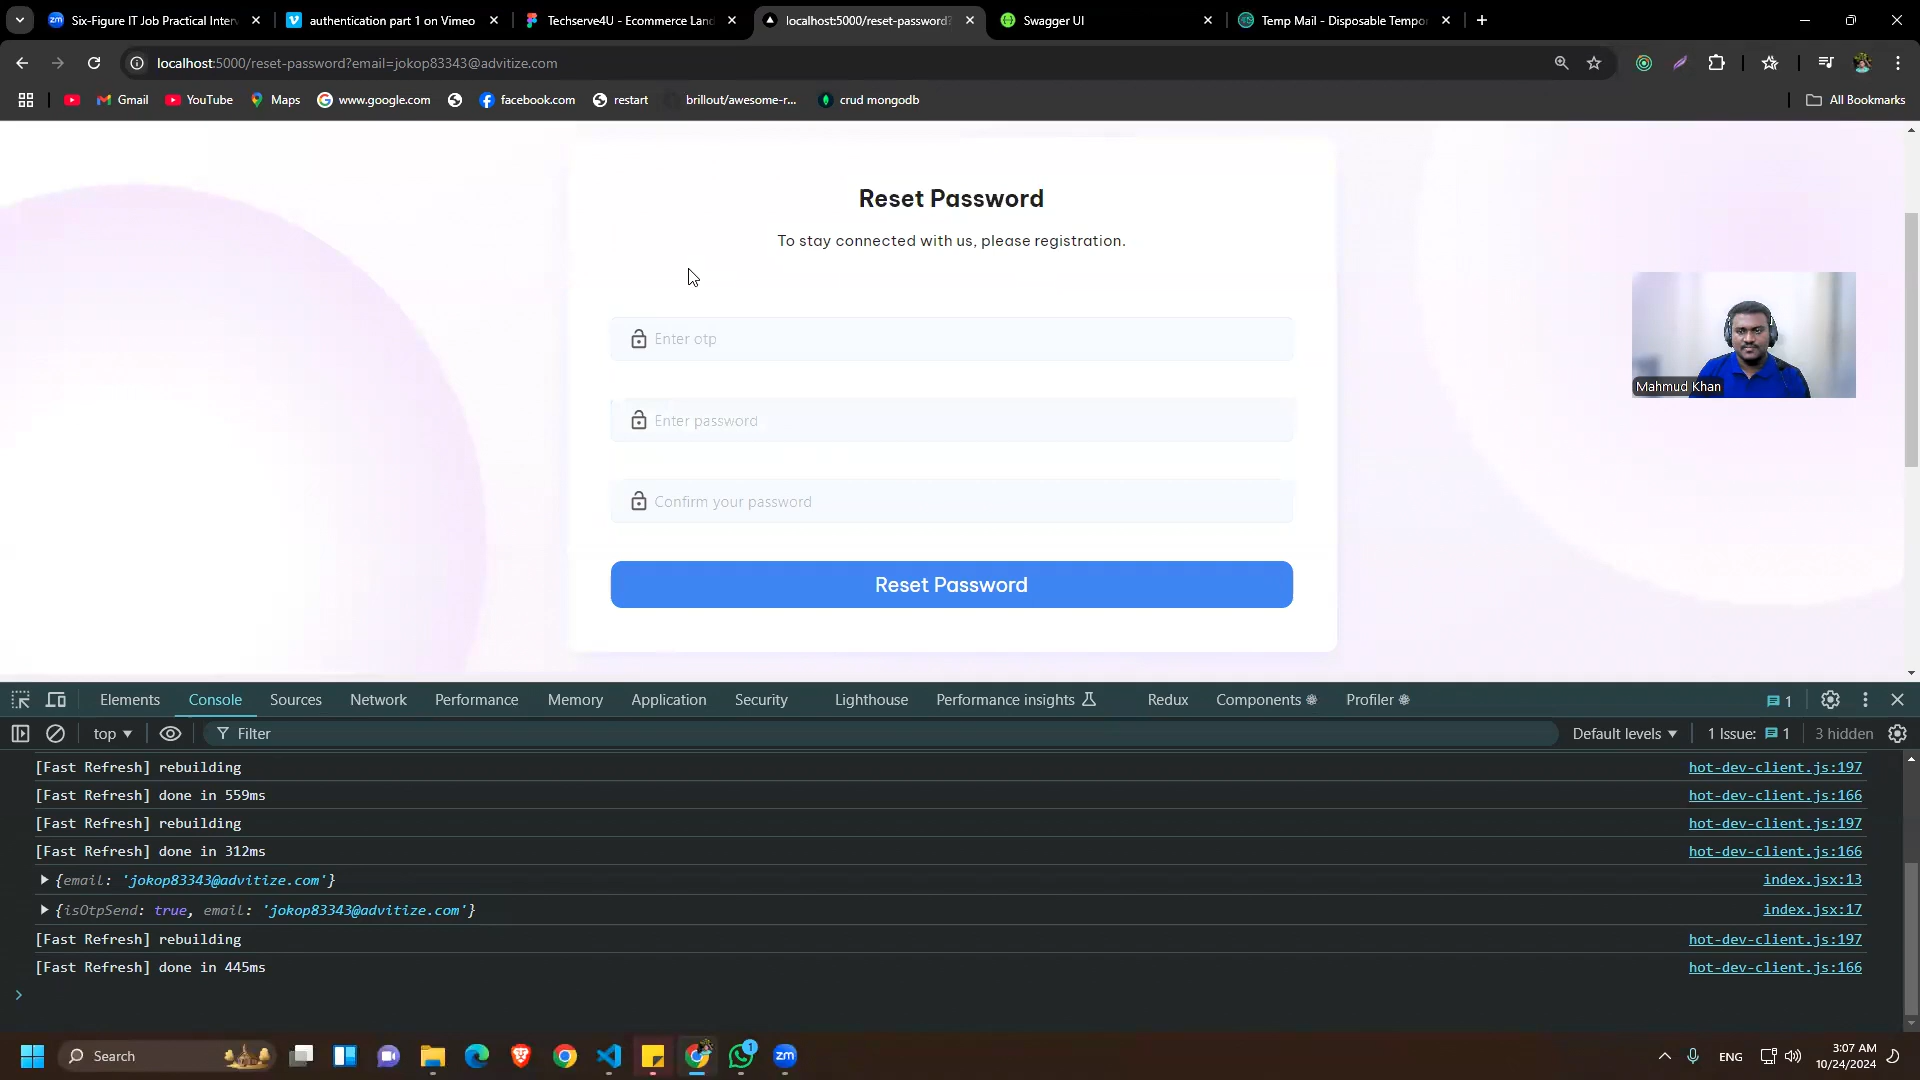 Six-Figure IT Job Practical Interv
authentication part 1 on Vimeo
Techserve4U - Ecommerce Land
localhost:5000/reset-password?
Swagger UI
Temp Mail - Disposable Tempo
localhost:5000/reset-password?email=jokop83343@advitize.com
Gmail
YouTube
Maps
www.google.com
facebook.com
restart
brillout/awesome-r...
crud mongodb
All Bookmarks
Reset Password
To stay connected with us, please registration.
Enter otp
Enter password
Confirm your password
Reset Password
Mahmud Khan
Elements
Console
Sources
Network
Performance
Memory
Application
Security
Lighthouse
Performance insights
Redux
Components
Profiler
1
top
Filter
Default levels
1 Issue: 1
3 hidden
[Fast Refresh] rebuilding hot-dev-client.js:197
[Fast Refresh] done in 559ms hot-dev-client.js:166
[Fast Refresh] rebuilding hot-dev-client.js:197
[Fast Refresh] done in 312ms hot-dev-client.js:166
{email: 'jokop83343@advitize.com'} index.jsx:13
{isOtpSend: true, email: 'jokop83343@advitize.com'} index.jsx:17
[Fast Refresh] rebuilding hot-dev-client.js:197
[Fast Refresh] done in 445ms hot-dev-client.js:166
Search
zm
1
ENG
3:07 AM
10/24/2024